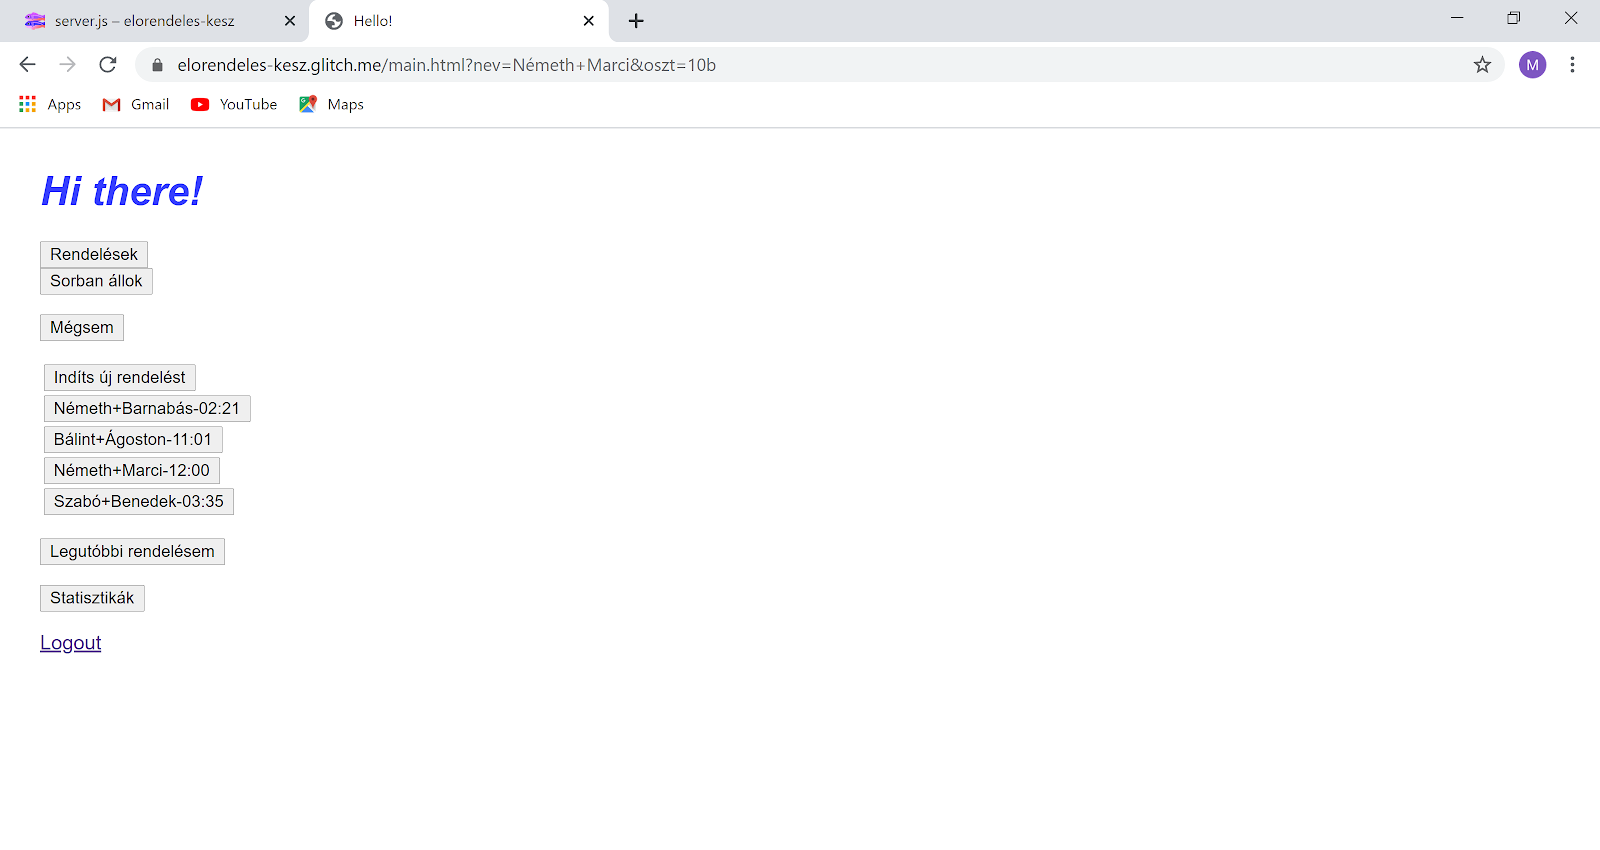 server.js – elorendeles-kesz
Hello!
elorendeles-kesz.glitch.me/main.html?nev=Németh+Marci&oszt=10b
M
Apps Gmail YouTube Maps
Hi there!
Rendelések
Sorban állok
Mégsem
Indíts új rendelést
Németh+Barnabás-02:21
Bálint+Ágoston-11:01
Németh+Marci-12:00
Szabó+Benedek-03:35
Legutóbbi rendelésem
Statisztikák
Logout